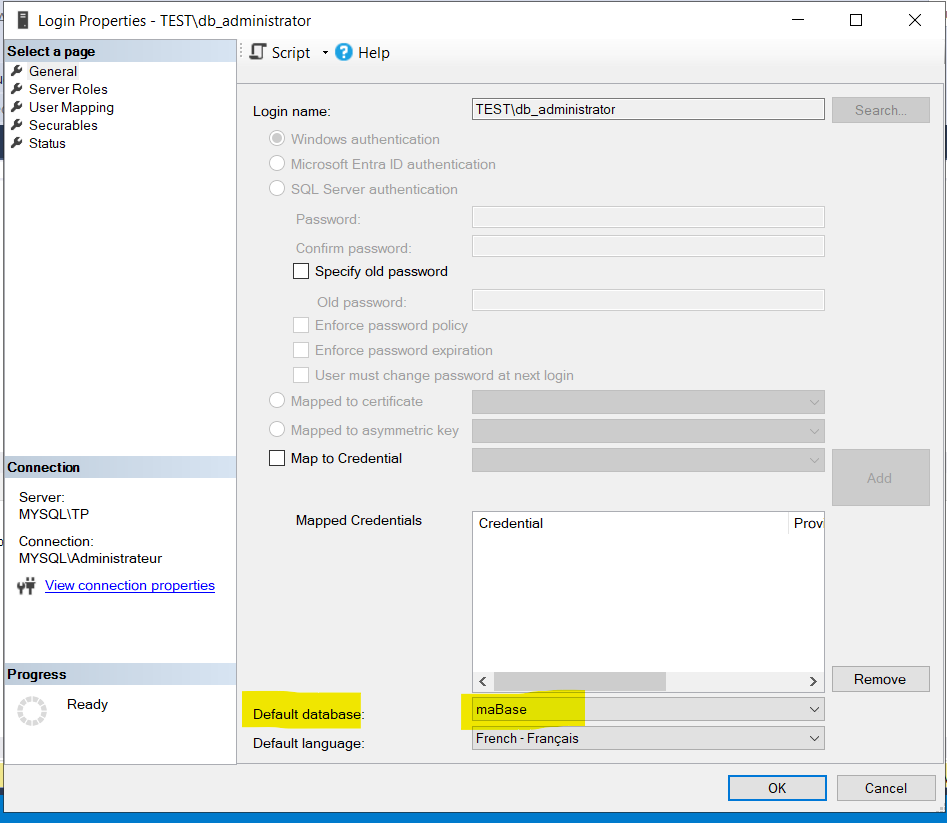 Login Properties - TEST\db_administrator
Select a page
General
Server Roles
User Mapping
Securables
Status
Script
Help
Login name:
TEST\db_administrator
Search...
Windows authentication
Microsoft Entra ID authentication
SQL Server authentication
Password:
Confirm password:
Specify old password
Old password:
Enforce password policy
Enforce password expiration
User must change password at next login
Mapped to certificate
Mapped to asymmetric key
Map to Credential
Add
Mapped Credentials
Credential
Prov
Remove
Default database:
maBase
Default language:
French - Français
Connection
Server:
MYSQL\TP
Connection:
MYSQL\Administrateur
View connection properties
Progress
Ready
OK
Cancel